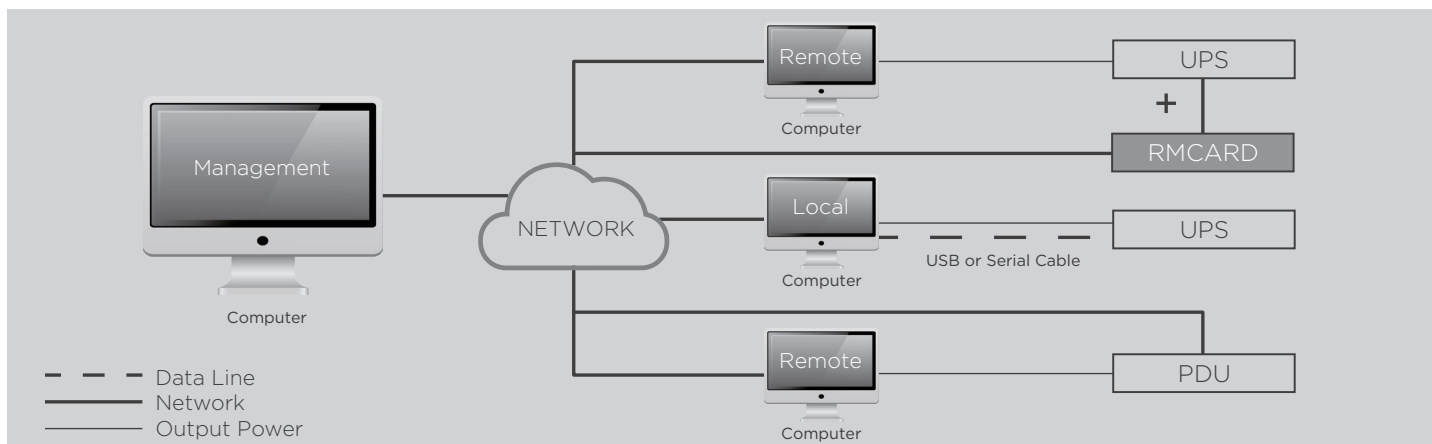 Remote
UPS
+
Computer
RMCARD
Management
Local
NETWORK
UPS
USB or Serial Cable
Computer
Computer
Remote
PDU
Computer
Data Line
Network
Output Power